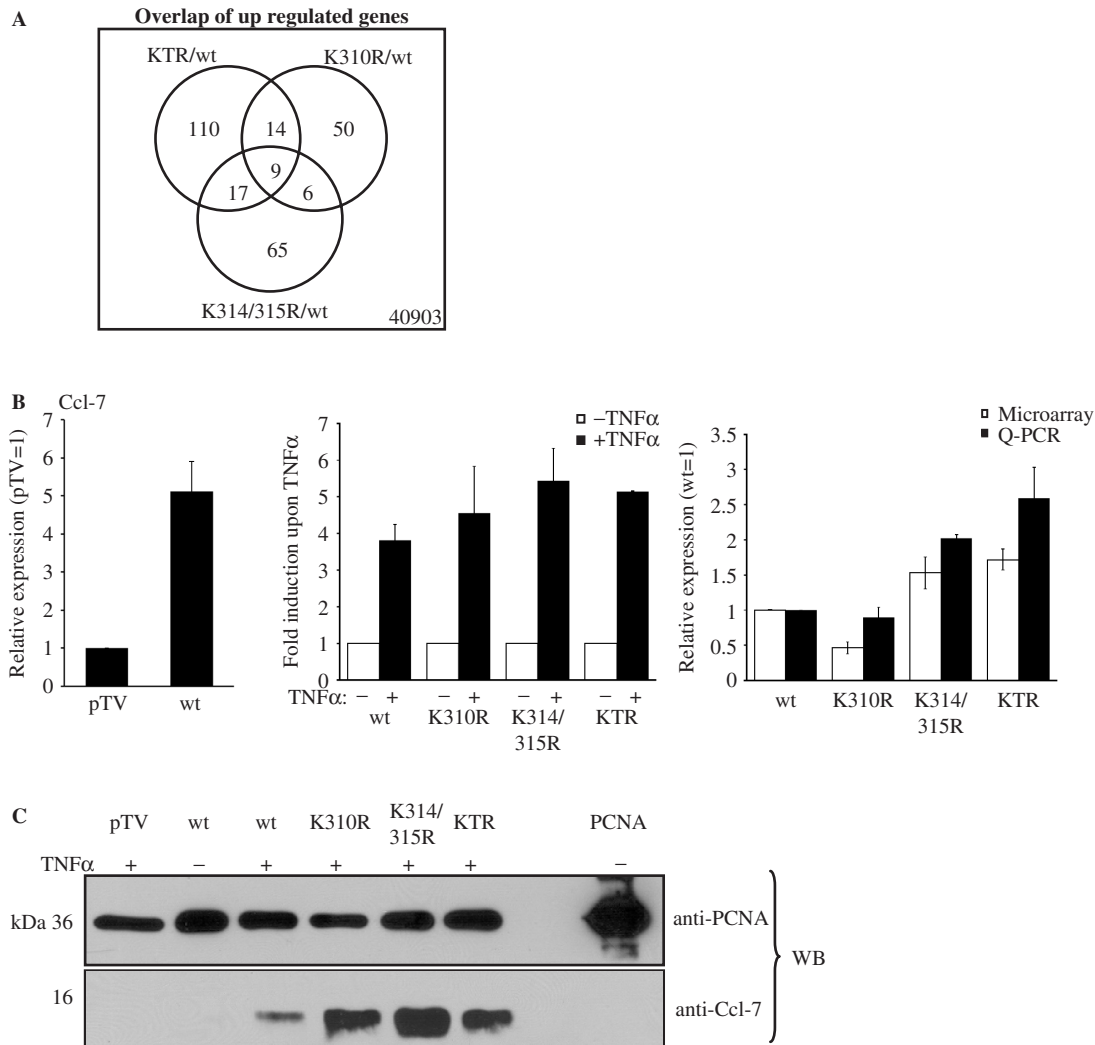 A
Overlap of up regulated genes
KTR/wt
K310R/wt
110
14
50
9
17
6
65
K314/315R/wt
40903
B
Ccl-7
Relative expression (pTV=1)
7
6
5
4
3
2
1
0
pTV
wt
Fold induction upon TNFα
7
6
5
4
3
2
1
0
−TNFα
+TNFα
TNFα: − + − + − + − +
wt
K310R
K314/
315R
KTR
Relative expression (wt=1)
3.5
3
2.5
2
1.5
1
0.5
0
Microarray
Q-PCR
wt
K310R
K314/
315R
KTR
C
pTV wt wt K310R K314/
315R KTR PCNA
TNFα + − + + + + −
kDa 36
anti-PCNA
WB
16
anti-Ccl-7